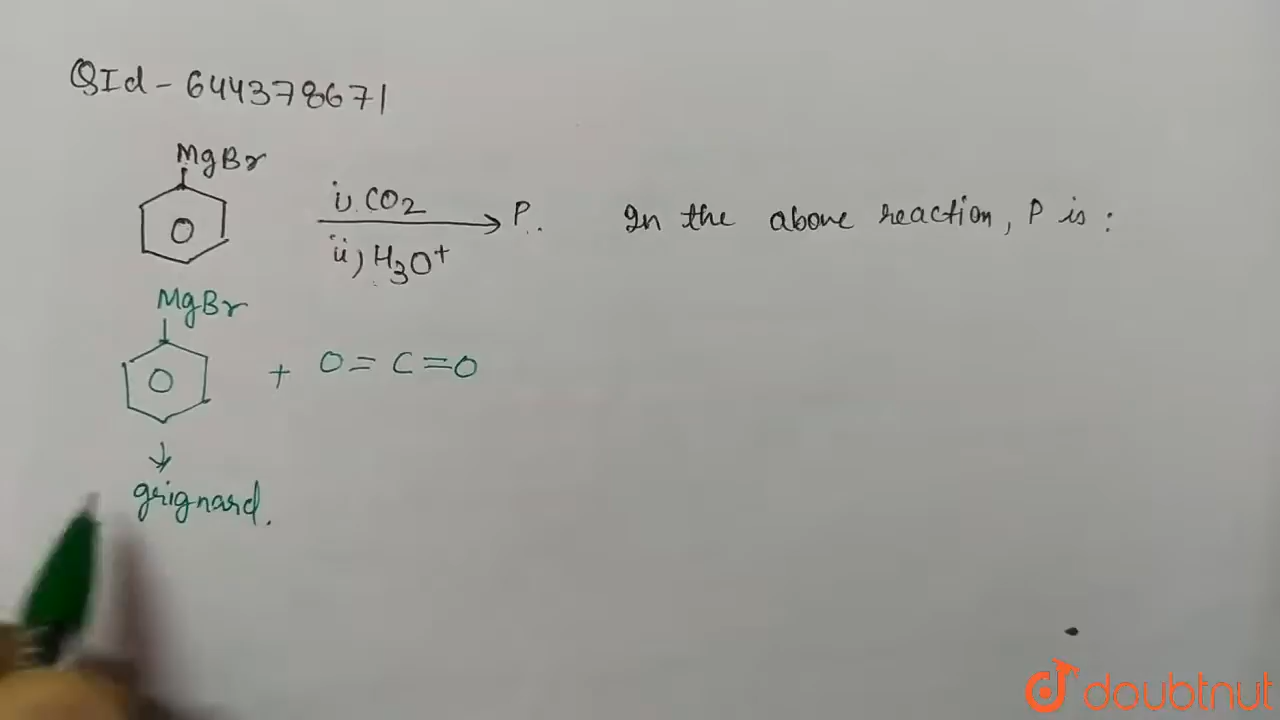 QId - 644378671
MgBr
i) CO2
P.
ii) H3O+
In the above reaction, P is :
MgBr
+ O = C = O
grignard.
doubtnut